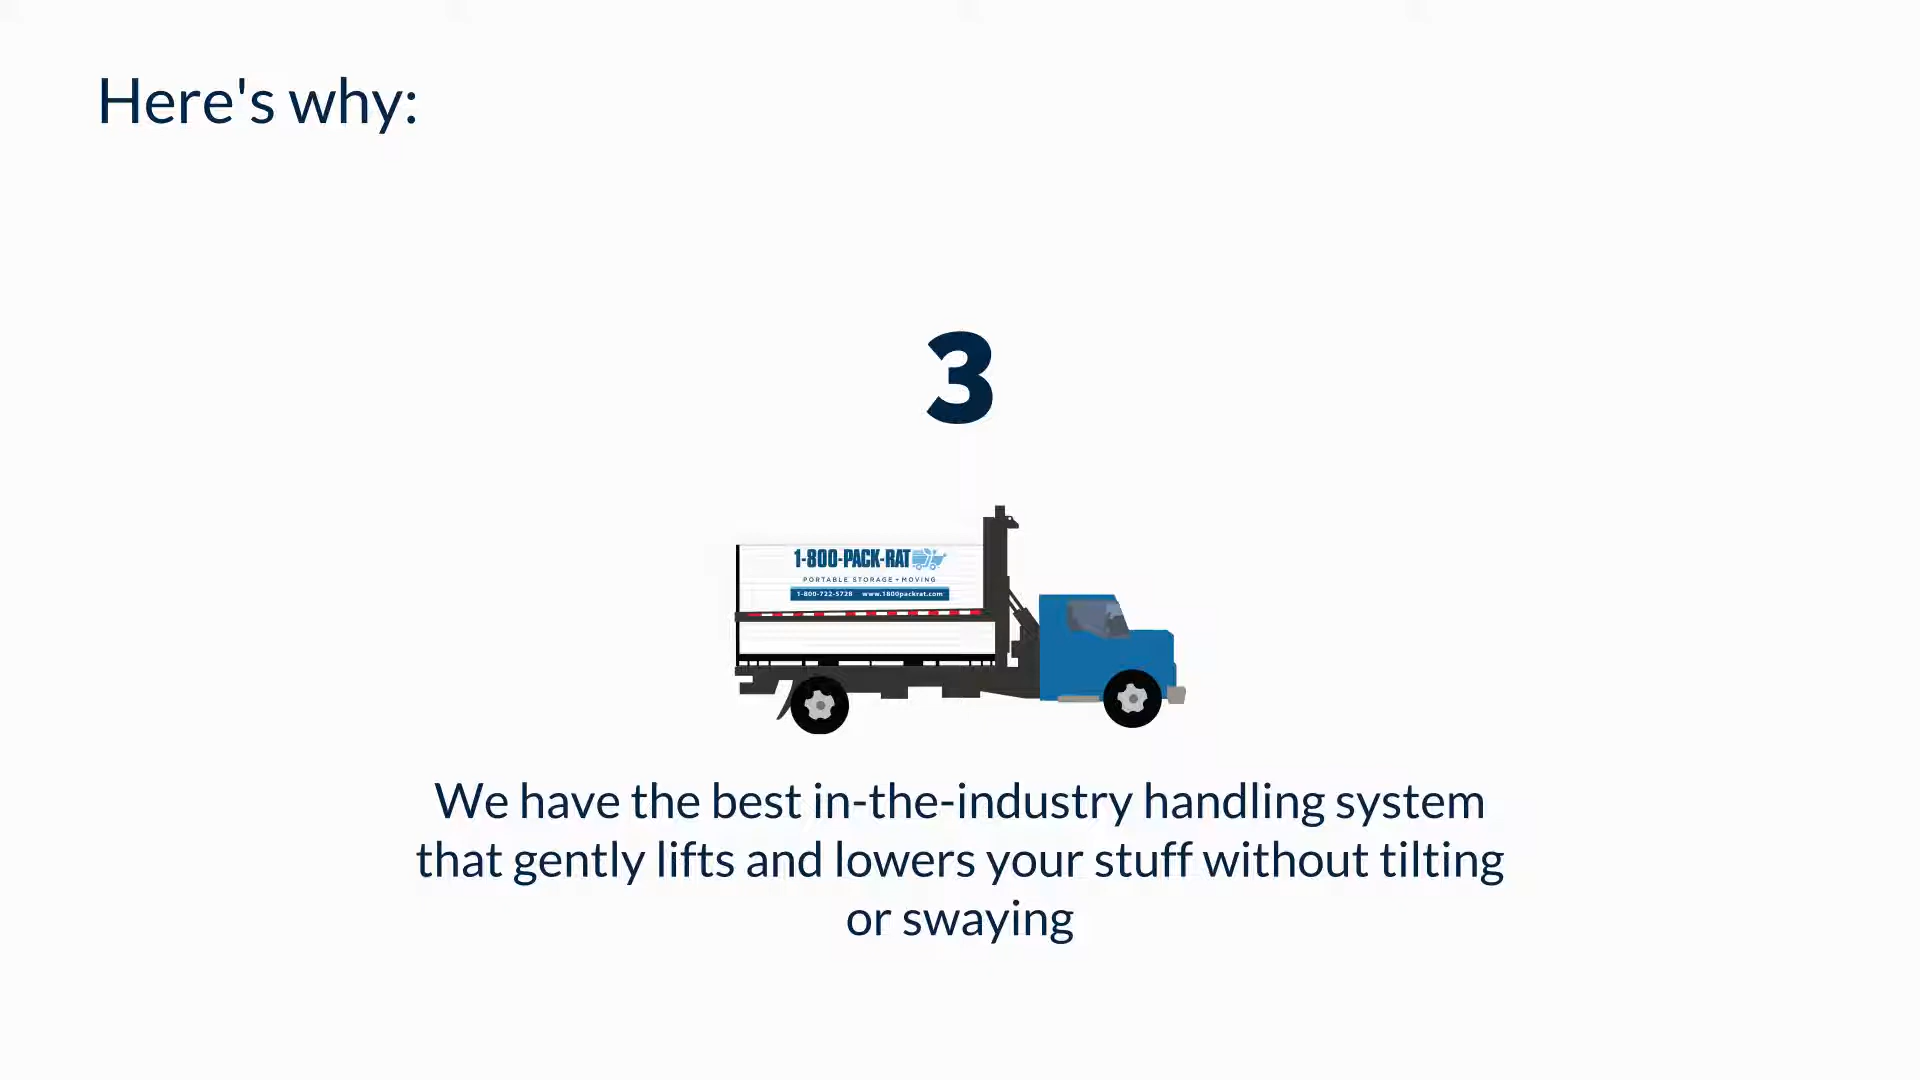 Here's why:
3
1-800-PACK-RAT
PORTABLE STORAGE + MOVING
1-800-722-5728 www.1800packrat.com
We have the best in-the-industry handling system
that gently lifts and lowers your stuff without tilting
or swaying